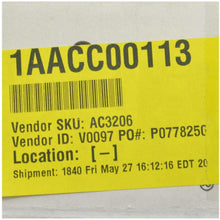 1AACC00113
Vendor SKU: AC3206
Vendor ID: V0097 PO#: P077825
Location: [-]
Shipment: 1840 Fri May 27 16:12:16 EDT 20